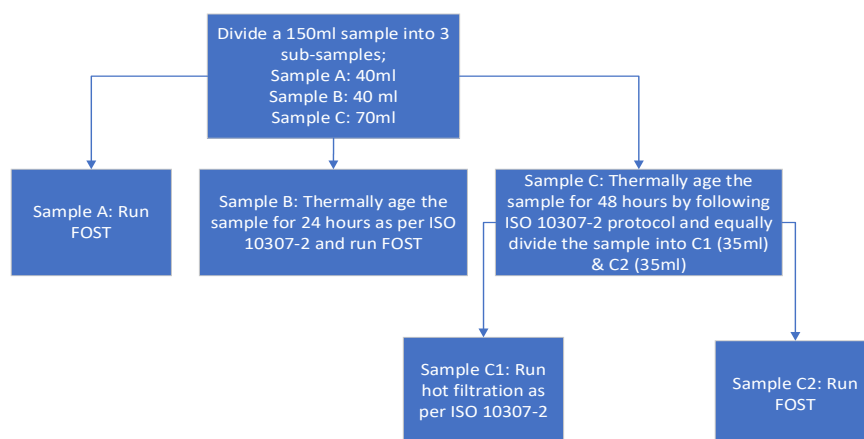 Divide a 150ml sample into 3
sub-samples;
Sample A: 40ml
Sample B: 40 ml
Sample C: 70ml
Sample A: Run
FOST
Sample B: Thermally age the
sample for 24 hours as per ISO
10307-2 and run FOST
Sample C: Thermally age the
sample for 48 hours by following
ISO 10307-2 protocol and equally
divide the sample into C1 (35ml)
& C2 (35ml)
Sample C1: Run
hot filtration as
per ISO 10307-2
Sample C2: Run
FOST